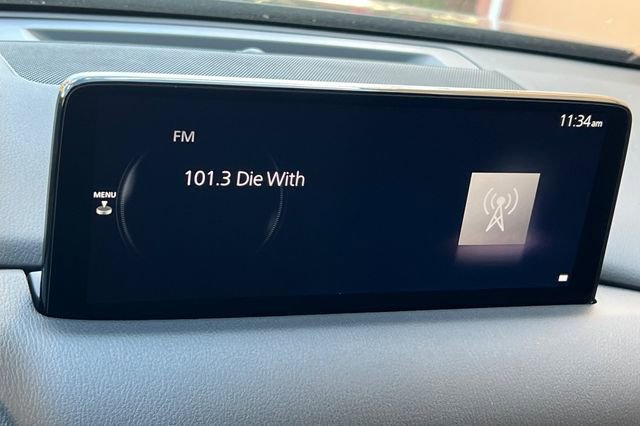 11:34am
FM
101.3 Die With
MENU